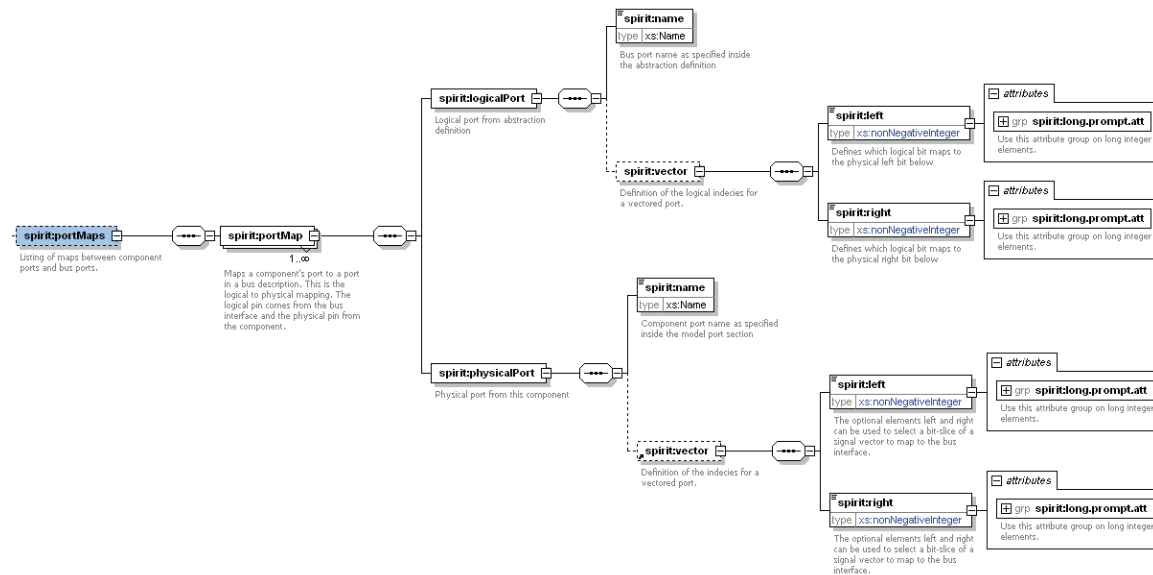 spirit:name
type xs:Name
Bus port name as specified inside
the abstraction definition
spirit:logicalPort
Logical port from abstraction
definition
attributes
spirit:left
type xs:nonNegativeInteger
grp spirit:long.prompt.att
Use this attribute group on long integer
elements.
Defines which logical bit maps to
the physical left bit below
spirit:vector
Definition of the logical indecies for
a vectored port.
attributes
spirit:right
type xs:nonNegativeInteger
grp spirit:long.prompt.att
Use this attribute group on long integer
elements.
Defines which logical bit maps to
the physical right bit below
spirit:portMaps
Listing of maps between component
ports and bus ports.
spirit:portMap
1..∞
Maps a component's port to a port
in a bus description. This is the
logical to physical mapping. The
logical pin comes from the bus
interface and the physical pin from
the component.
spirit:name
type xs:Name
Component port name as specified
inside the model port section
spirit:physicalPort
Physical port from this component
attributes
spirit:left
type xs:nonNegativeInteger
grp spirit:long.prompt.att
Use this attribute group on long integer
elements.
The optional elements left and right
can be used to select a bit-slice of a
signal vector to map to the bus
interface.
spirit:vector
Definition of the indecies for a
vectored port.
attributes
spirit:right
type xs:nonNegativeInteger
grp spirit:long.prompt.att
Use this attribute group on long integer
elements.
The optional elements left and right
can be used to select a bit-slice of a
signal vector to map to the bus
interface.